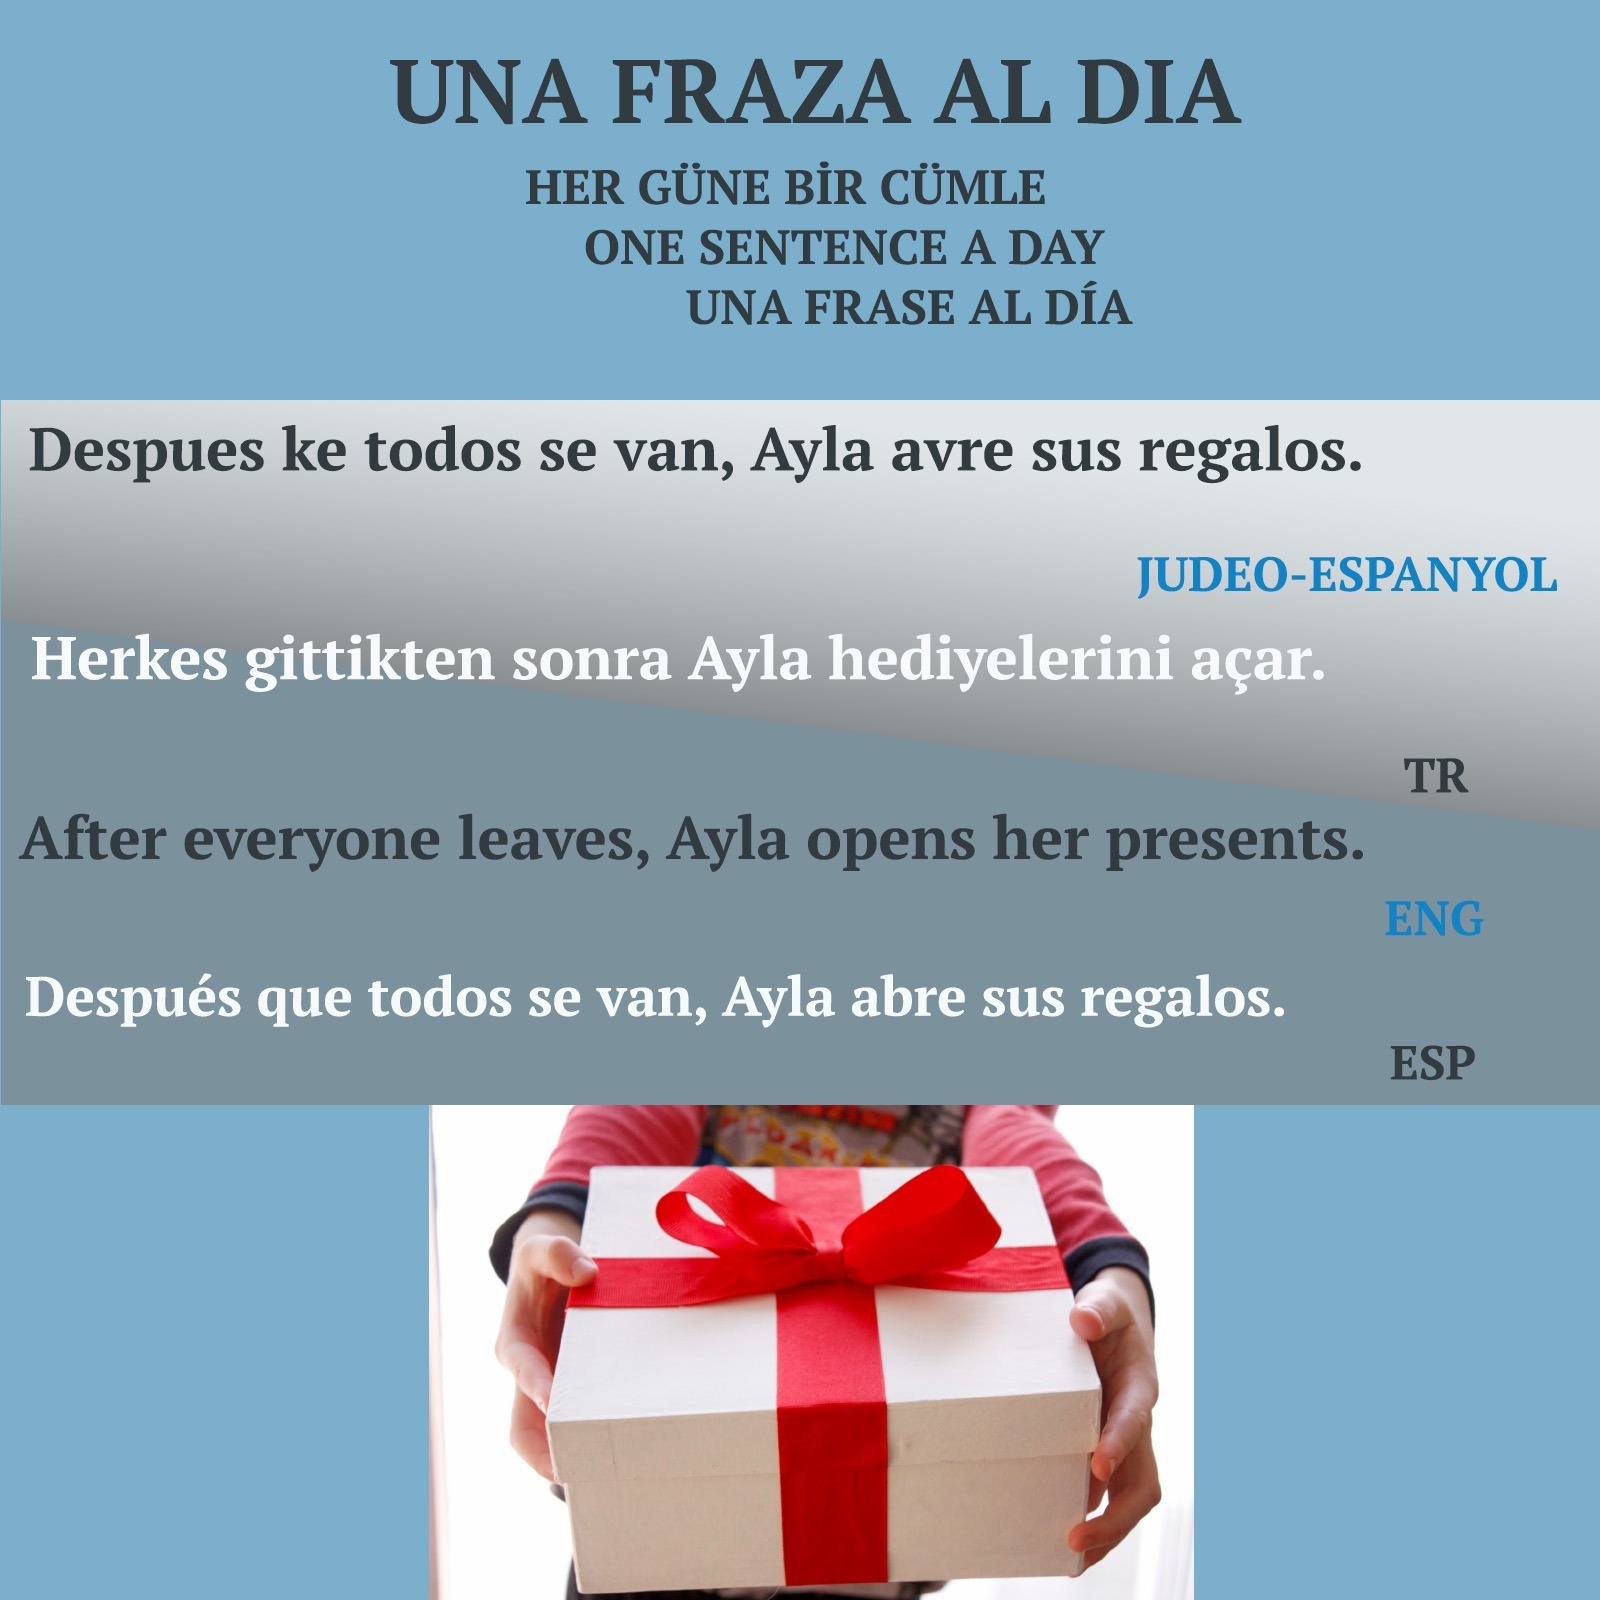 UNA FRAZA AL DIA
HER GÜNE BİR CÜMLE
ONE SENTENCE A DAY
UNA FRASE AL DÍA
Despues ke todos se van, Ayla avre sus regalos.
JUDEO-ESPANYOL
Herkes gittikten sonra Ayla hediyelerini açar.
TR
After everyone leaves, Ayla opens her presents.
ENG
Después que todos se van, Ayla abre sus regalos.
ESP